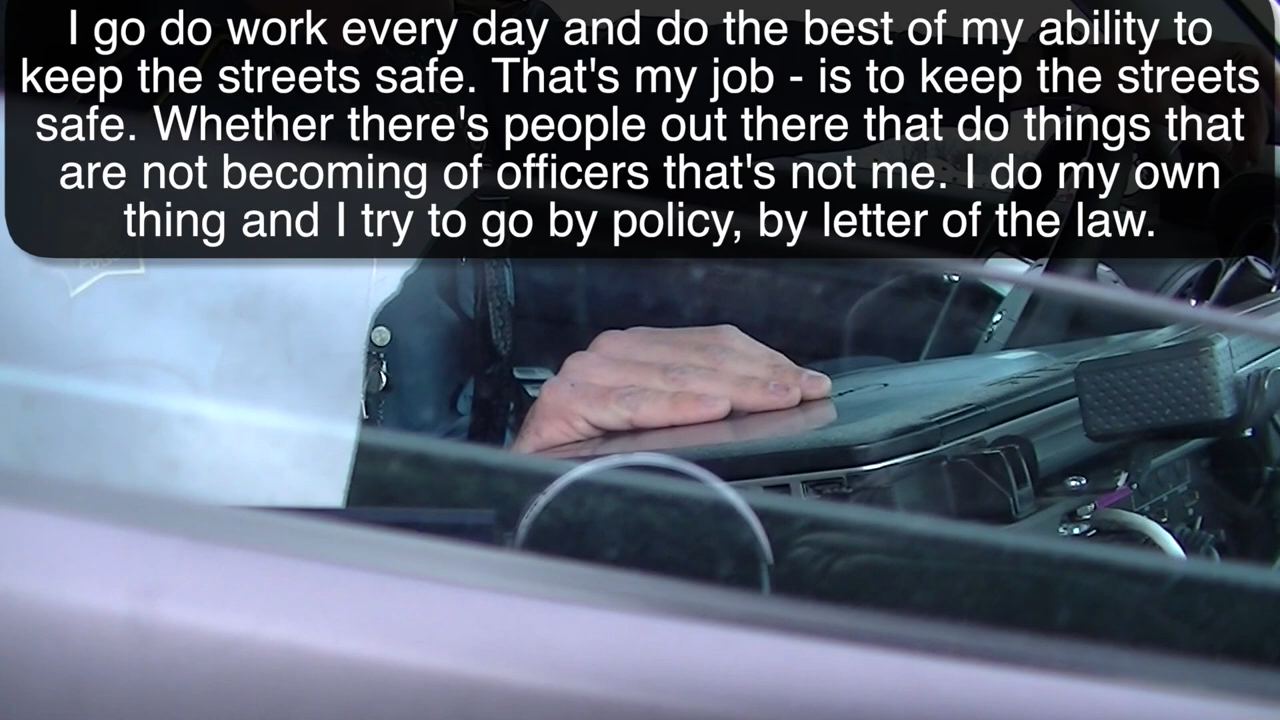 I go do work every day and do the best of my ability to
keep the streets safe. That's my job - is to keep the streets
safe. Whether there's people out there that do things that
are not becoming of officers that's not me. I do my own
thing and I try to go by policy, by letter of the law.